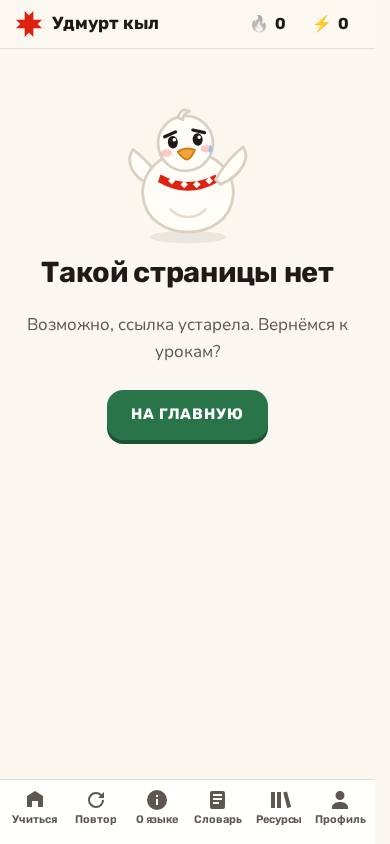 Удмурт кыл
0
0
Такой страницы нет
Возможно, ссылка устарела. Вернёмся к
урокам?
НА ГЛАВНУЮ
Учиться
Повтор
О языке
Словарь
Ресурсы
Профиль